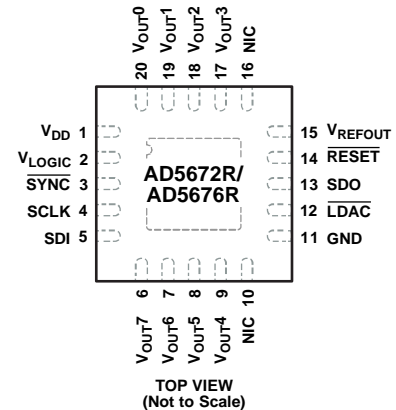 20 VOUT0
19 VOUT1
18 VOUT2
17 VOUT3
16 NIC
VDD 1
VLOGIC 2
SYNC 3
SCLK 4
SDI 5
AD5672R/
AD5676R
15 VREFOUT
14 RESET
13 SDO
12 LDAC
11 GND
VOUT7 6
VOUT6 7
VOUT5 8
VOUT4 9
NIC 10
TOP VIEW
(Not to Scale)